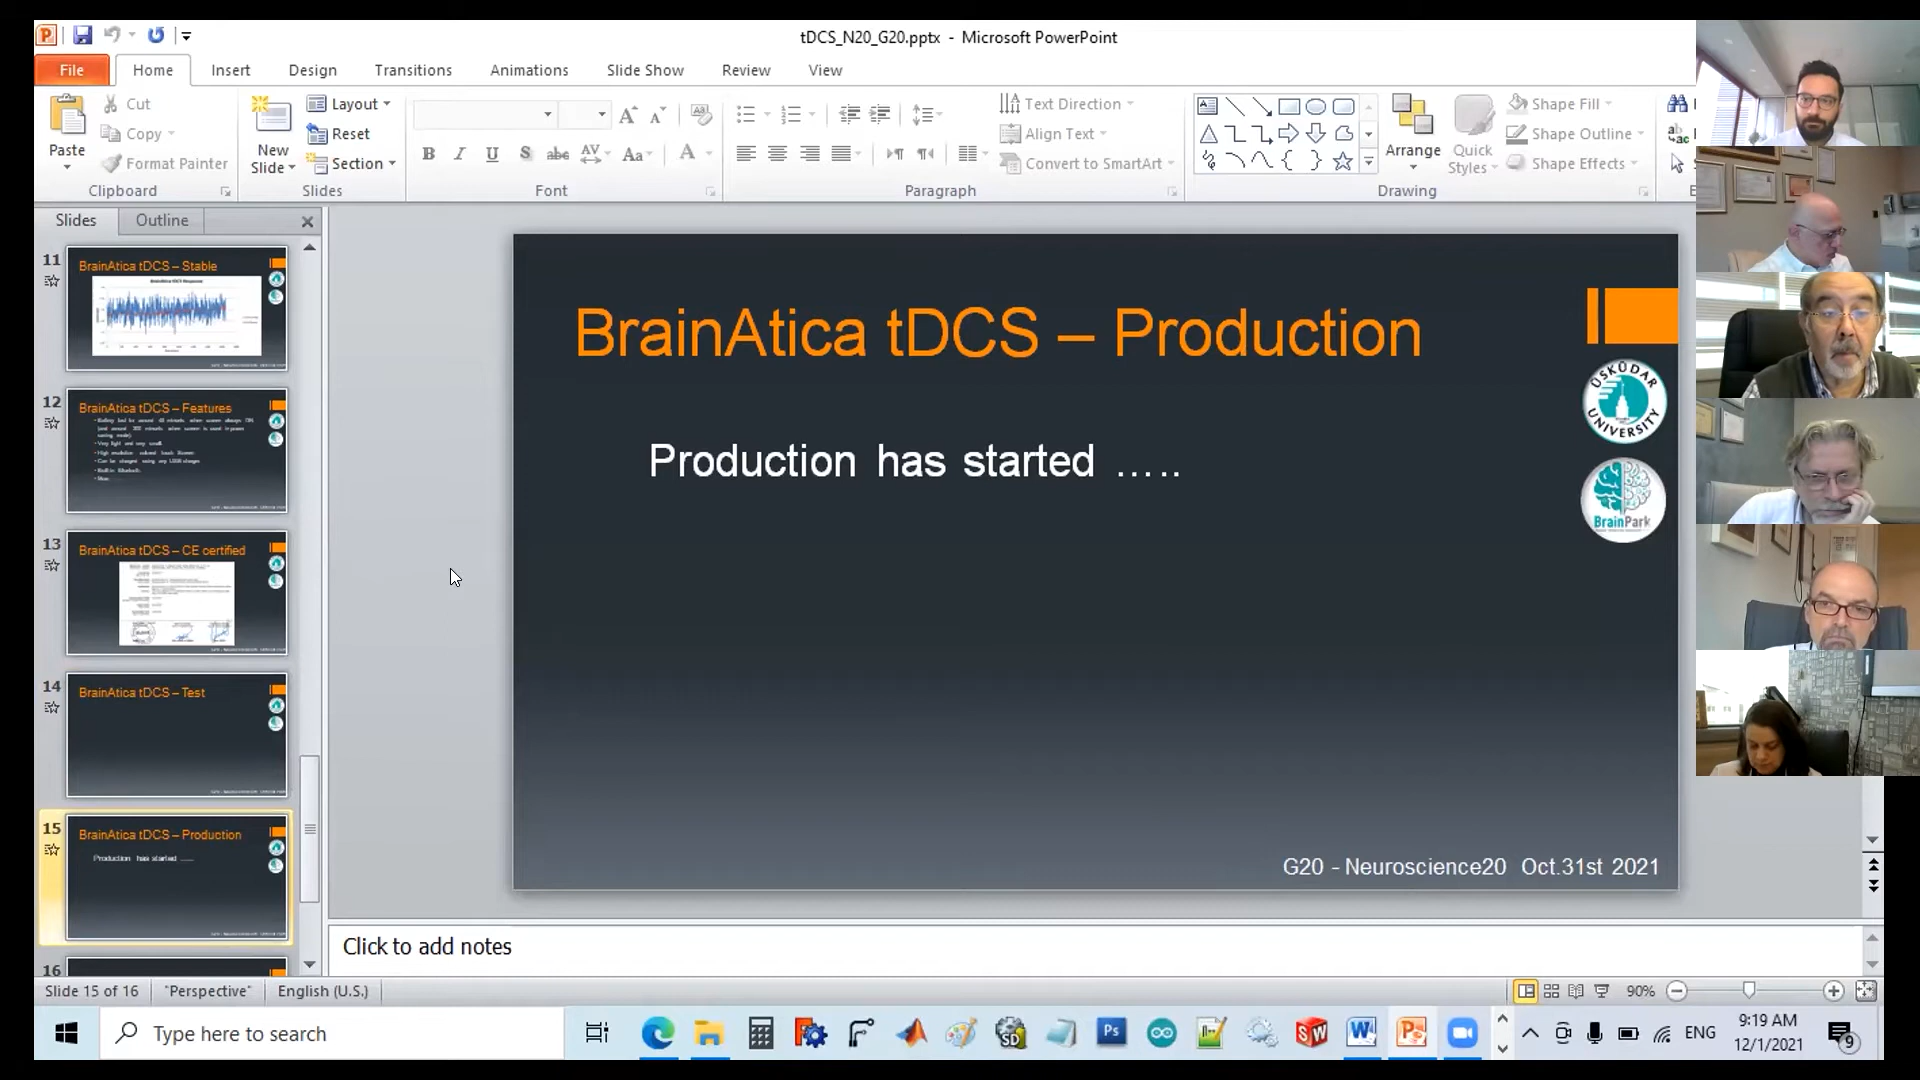 tDCS_N20_G20.pptx - Microsoft PowerPoint
File Home Insert Design Transitions Animations Slide Show Review View
Paste
Cut
Copy
Format Painter
Clipboard
New Slide
Layout
Reset
Section
Slides
Font
Text Direction
Align Text
Convert to SmartArt
Paragraph
Arrange
Quick Styles
Shape Fill
Shape Outline
Shape Effects
Drawing
Slides Outline
11
BrainAtica tDCS – Stable
12
BrainAtica tDCS – Features
13
BrainAtica tDCS – CE certified
14
BrainAtica tDCS – Test
15
BrainAtica tDCS – Production
Production has started .....
16
BrainAtica tDCS – Production
Production has started .....
ÜSKÜDAR UNIVERSITY
BrainPark
G20 - Neuroscience20 Oct.31st 2021
Click to add notes
Slide 15 of 16 "Perspective" English (U.S.) 90%
Type here to search
ENG
9:19 AM
12/1/2021
9